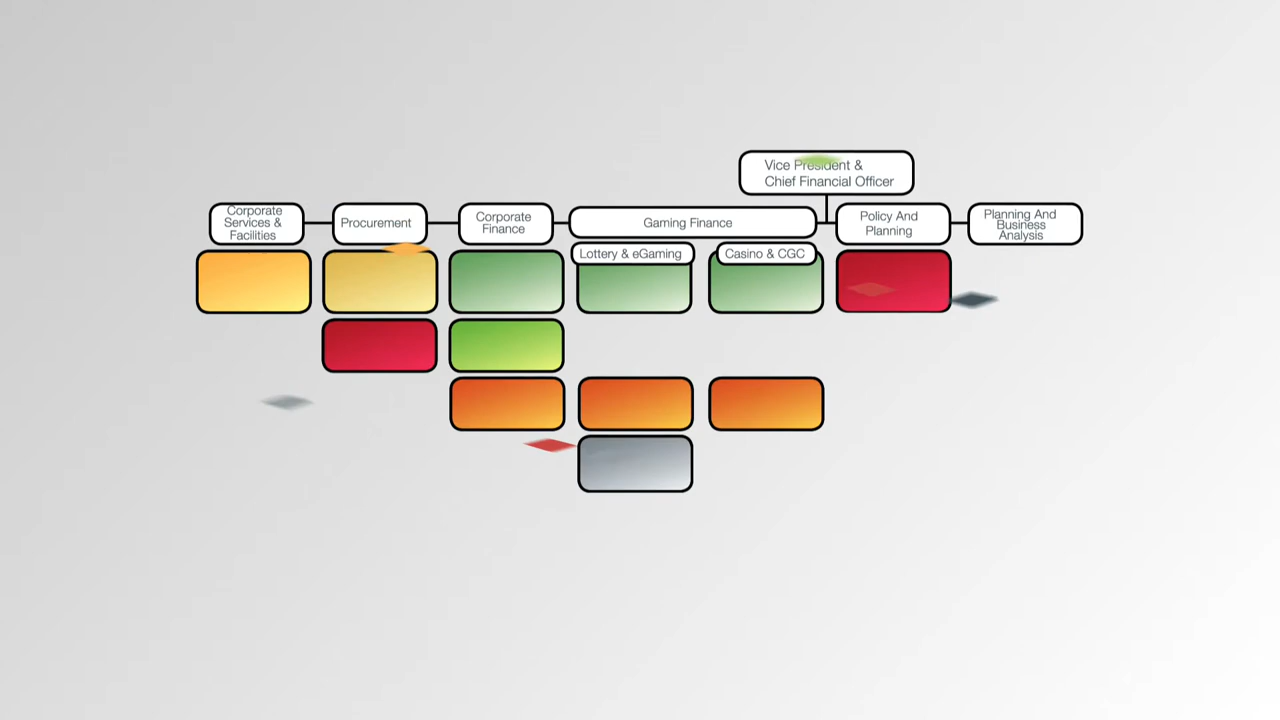 Vice President &
Chief Financial Officer
Corporate
Services &
Facilities
Procurement
Corporate
Finance
Gaming Finance
Policy And
Planning
Planning And
Business
Analysis
Lottery & eGaming
Casino & CGC